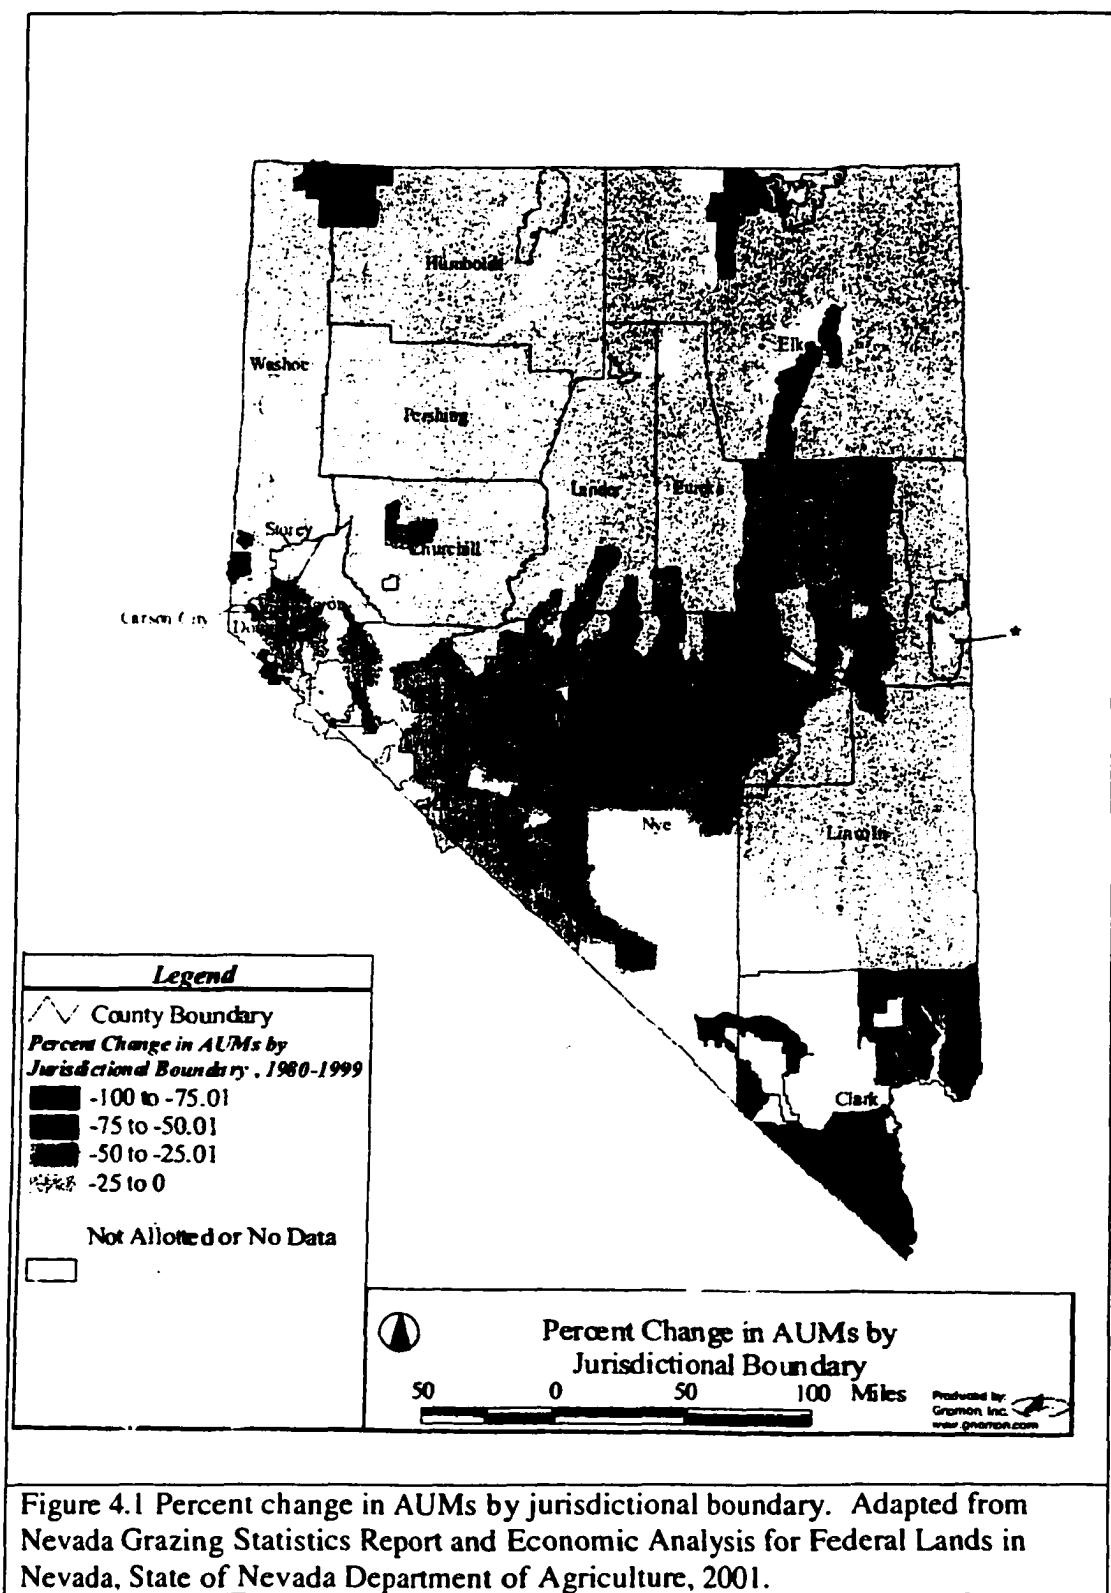 Humboldt
Elk
Washoe
Pershing
Lander
Eureka
Storey
Churchill
Carson City
*
Nye
Lincoln
Clark
Legend
County Boundary
Percent Change in AUMs by
Jurisdictional Boundary, 1980-1999
-100 to -75.01
-75 to -50.01
-50 to -25.01
-25 to 0
Not Allotted or No Data
Percent Change in AUMs by
Jurisdictional Boundary
50 0 50 100 Miles
Produced by:
Gnomon, Inc.
www.gnomon.com
Figure 4.1 Percent change in AUMs by jurisdictional boundary. Adapted from
Nevada Grazing Statistics Report and Economic Analysis for Federal Lands in
Nevada, State of Nevada Department of Agriculture, 2001.